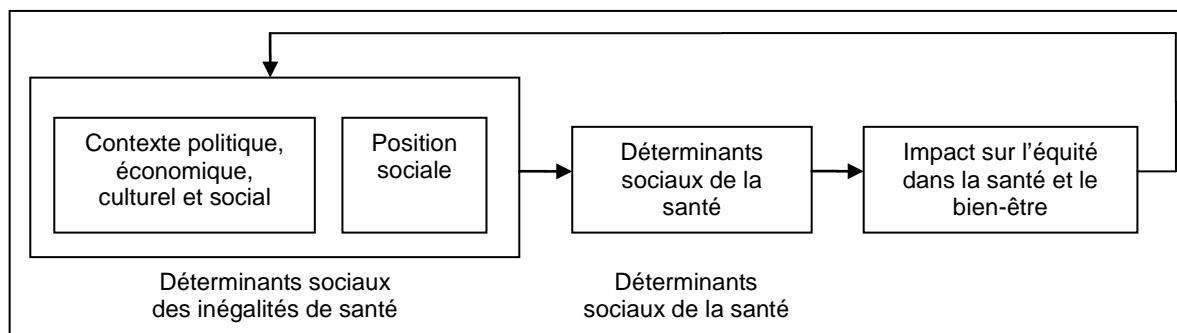 Contexte politique,
économique,
culturel et social
Position
sociale
Déterminants
sociaux de la
santé
Impact sur l’équité
dans la santé et le
bien-être
Déterminants sociaux
des inégalités de santé
Déterminants
sociaux de la santé